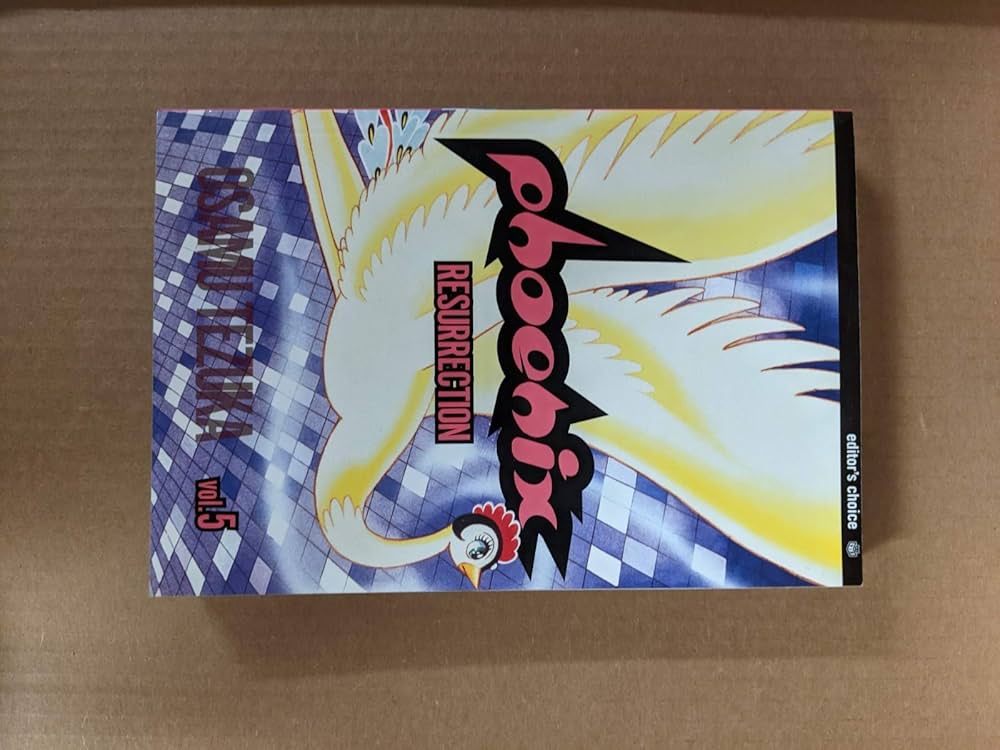 editor's choice
phoenix
RESURRECTION
OSAMU TEZUKA
vol.5